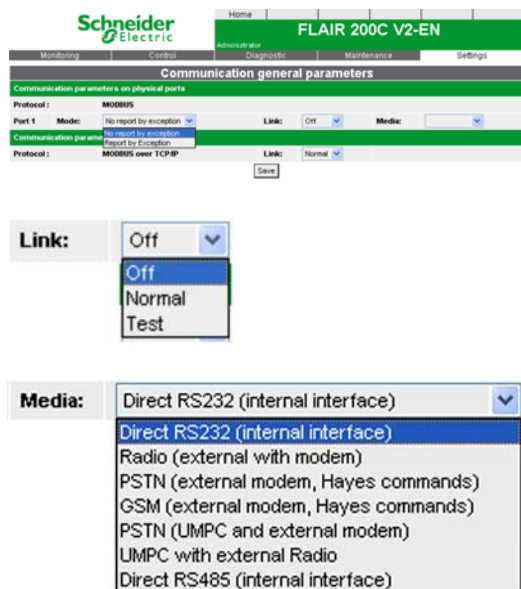 Schneider Electric
Home
FLAIR 200C V2-EN
Administrator
Monitoring Control Diagnostic Maintenance Settings
Communication general parameters
Communication parameters on physical ports
Protocol : MODBUS
Port 1 Mode: No report by exception Link: Off Media:
No report by exception
Report by Exception
Communication parame
Protocol : MODBUS over TCP/IP Link: Normal
Save
Link: Off
Off
Normal
Test
Media: Direct RS232 (internal interface)
Direct RS232 (internal interface)
Radio (external with modem)
PSTN (external modem, Hayes commands)
GSM (external modem, Hayes commands)
PSTN (UMPC and external modem)
UMPC with external Radio
Direct RS485 (internal interface)